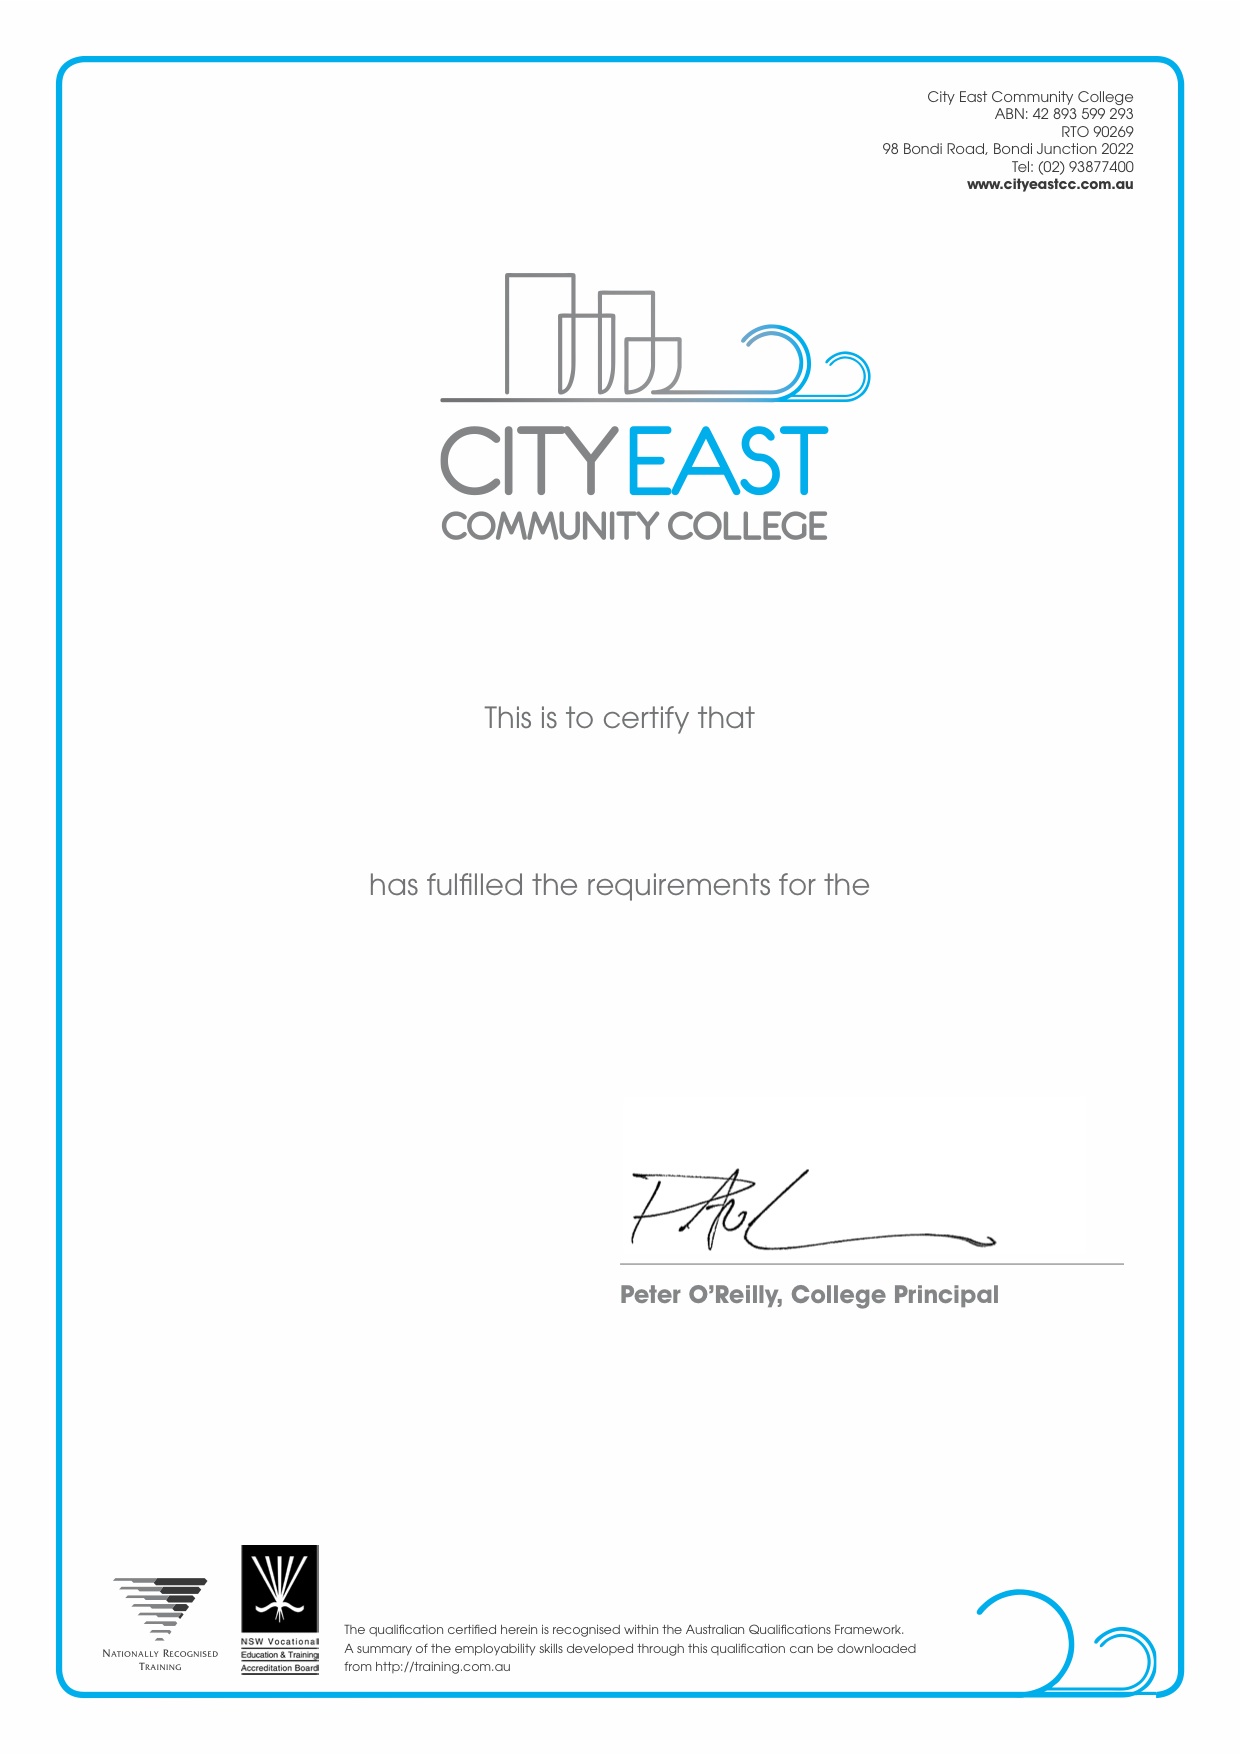 City East Community College
ABN: 42 893 599 293
RTO 90269
98 Bondi Road, Bondi Junction 2022
Tel: (02) 93877400
www.cityeastcc.com.au
CITY EAST
COMMUNITY COLLEGE
This is to certify that
has fulfilled the requirements for the
Peter O'Reilly, College Principal
NATIONALLY RECOGNISED
TRAINING
NSW Vocational
Education & Training
Accreditation Board
The qualification certified herein is recognised within the Australian Qualifications Framework.
A summary of the employability skills developed through this qualification can be downloaded
from http://training.com.au